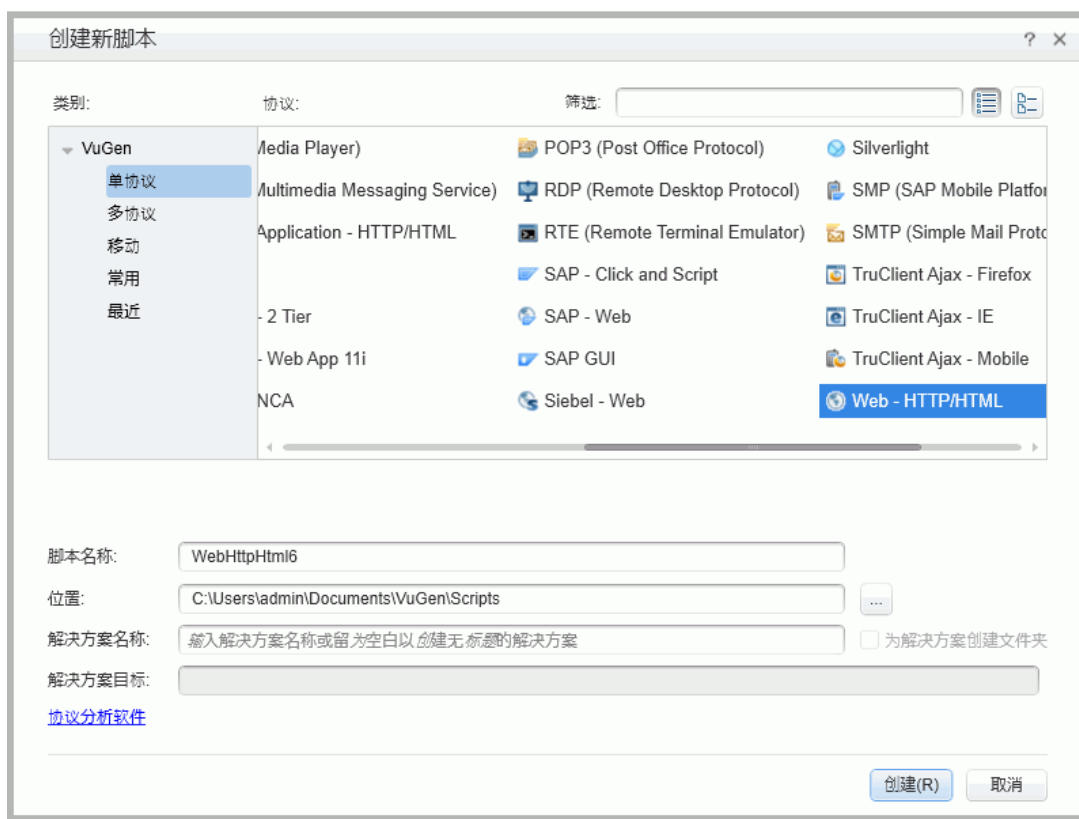 创建新脚本
类别: 协议: 筛选:
VuGen
单协议
多协议
移动
常用
最近
Media Player) POP3 (Post Office Protocol) Silverlight
Multimedia Messaging Service) RDP (Remote Desktop Protocol) SMP (SAP Mobile Platfor
Application - HTTP/HTML RTE (Remote Terminal Emulator) SMTP (Simple Mail Proto
SAP - Click and Script TruClient Ajax - Firefox
- 2 Tier SAP - Web TruClient Ajax - IE
- Web App 11i SAP GUI TruClient Ajax - Mobile
NCA Siebel - Web Web - HTTP/HTML
脚本名称: WebHttpHtml6
位置: C:\Users\admin\Documents\VuGen\Scripts ...
解决方案名称: 输入解决方案名称或留为空白以创建无标题的解决方案 为解决方案创建文件夹
解决方案目标:
协议分析软件
创建(R) 取消